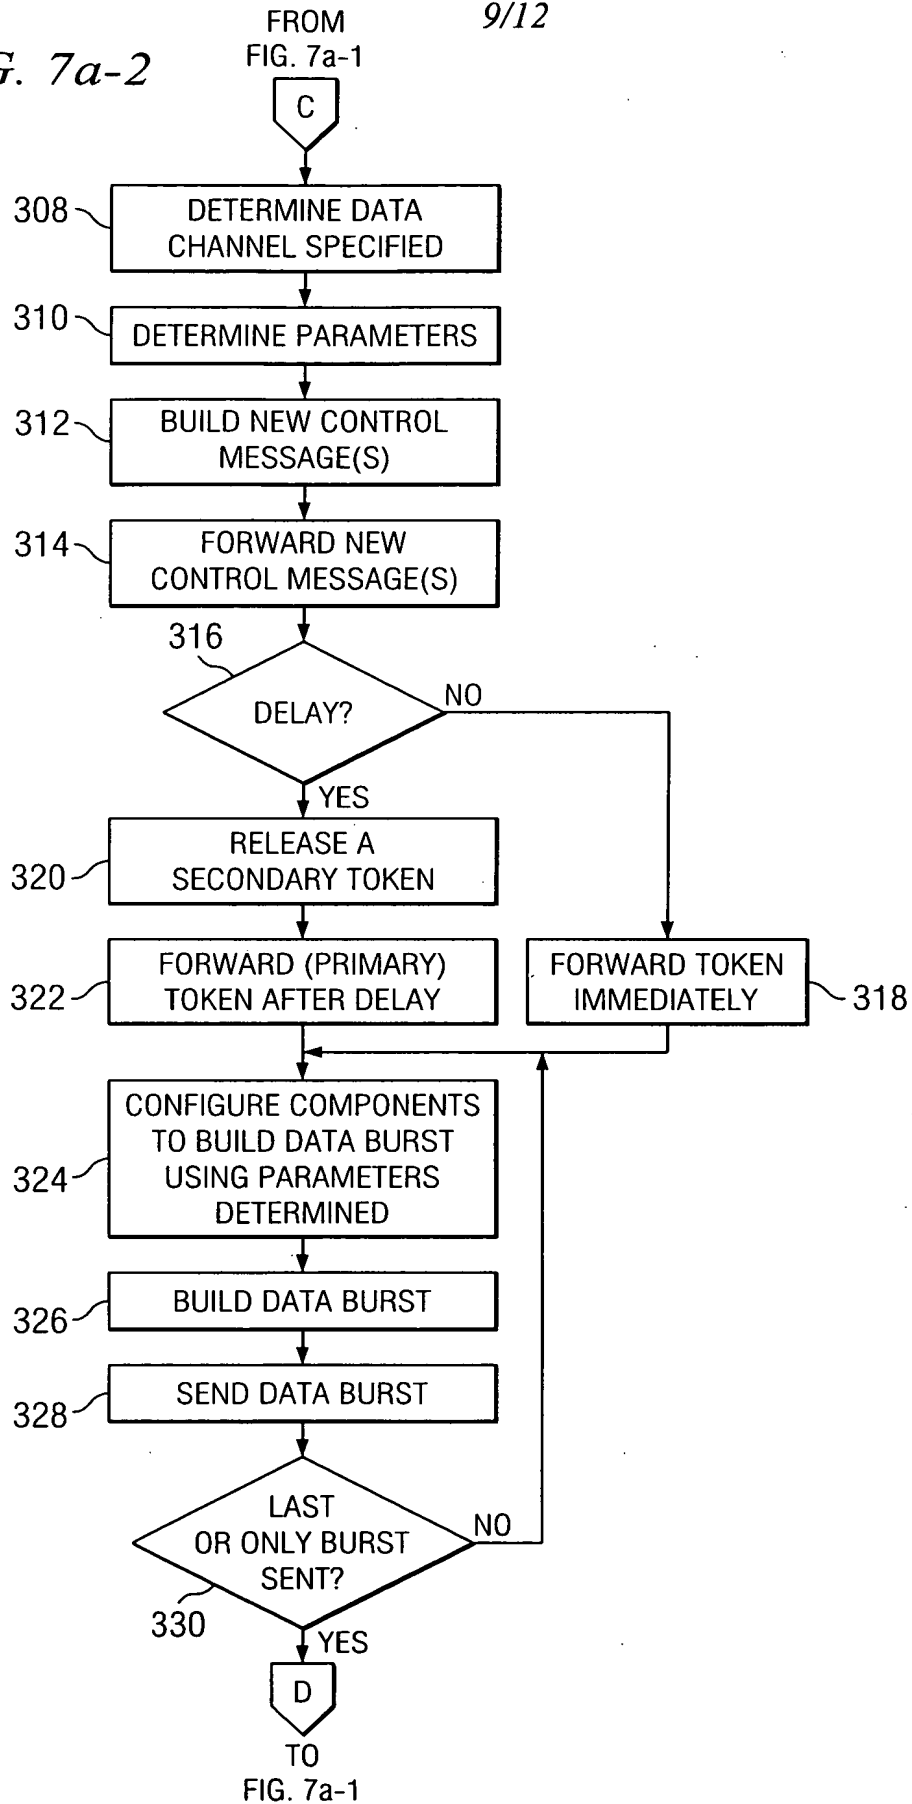 FROM
FIG. 7a-1
9/12
G. 7a-2
C
308
DETERMINE DATA
CHANNEL SPECIFIED
310
DETERMINE PARAMETERS
312
BUILD NEW CONTROL
MESSAGE(S)
314
FORWARD NEW
CONTROL MESSAGE(S)
316
DELAY?
NO
YES
320
RELEASE A
SECONDARY TOKEN
322
FORWARD (PRIMARY)
TOKEN AFTER DELAY
FORWARD TOKEN
IMMEDIATELY
318
324
CONFIGURE COMPONENTS
TO BUILD DATA BURST
USING PARAMETERS
DETERMINED
326
BUILD DATA BURST
328
SEND DATA BURST
LAST
OR ONLY BURST
SENT?
NO
330
YES
D
TO
FIG. 7a-1